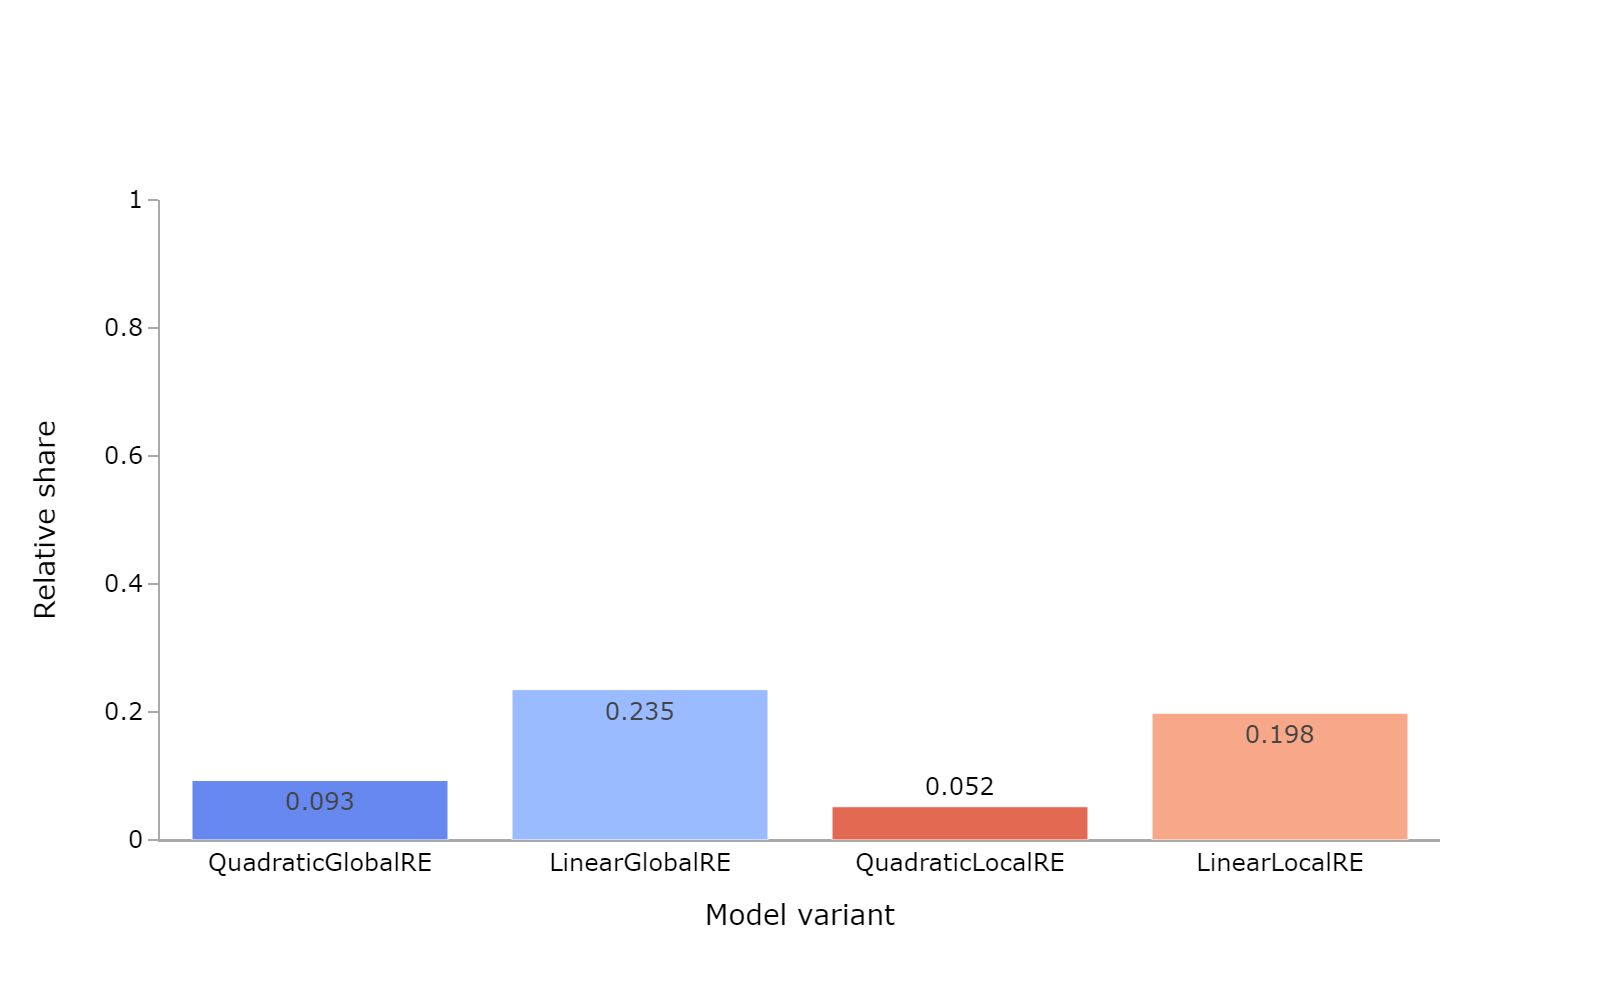 1
0.8
0.6
0.4
0.2
0
Relative share
0.093
0.235
0.052
0.198
QuadraticGlobalRE
LinearGlobalRE
QuadraticLocalRE
LinearLocalRE
Model variant